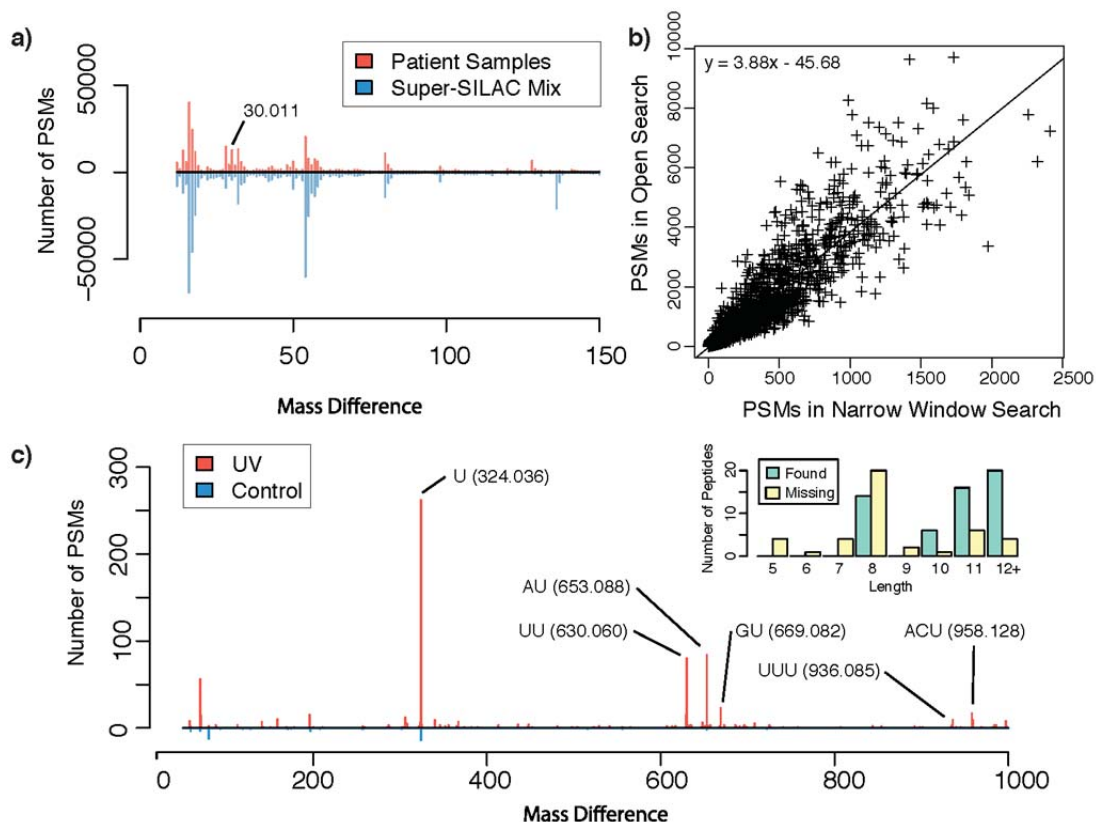 a)
Number of PSMs
50000
0
−50000
Patient Samples
Super-SILAC Mix
30.011
0
50
100
150
Mass Difference
b)
PSMs in Open Search
10000
8000
6000
4000
2000
0
y = 3.88x - 45.68
0
500
1000
1500
2000
2500
PSMs in Narrow Window Search
c)
Number of PSMs
300
200
100
0
UV
Control
U (324.036)
AU (653.088)
UU (630.060)
GU (669.082)
UUU (936.085)
ACU (958.128)
Number of Peptides
20
10
0
Found
Missing
5
6
7
8
9
10
11
12+
Length
0
200
400
600
800
1000
Mass Difference